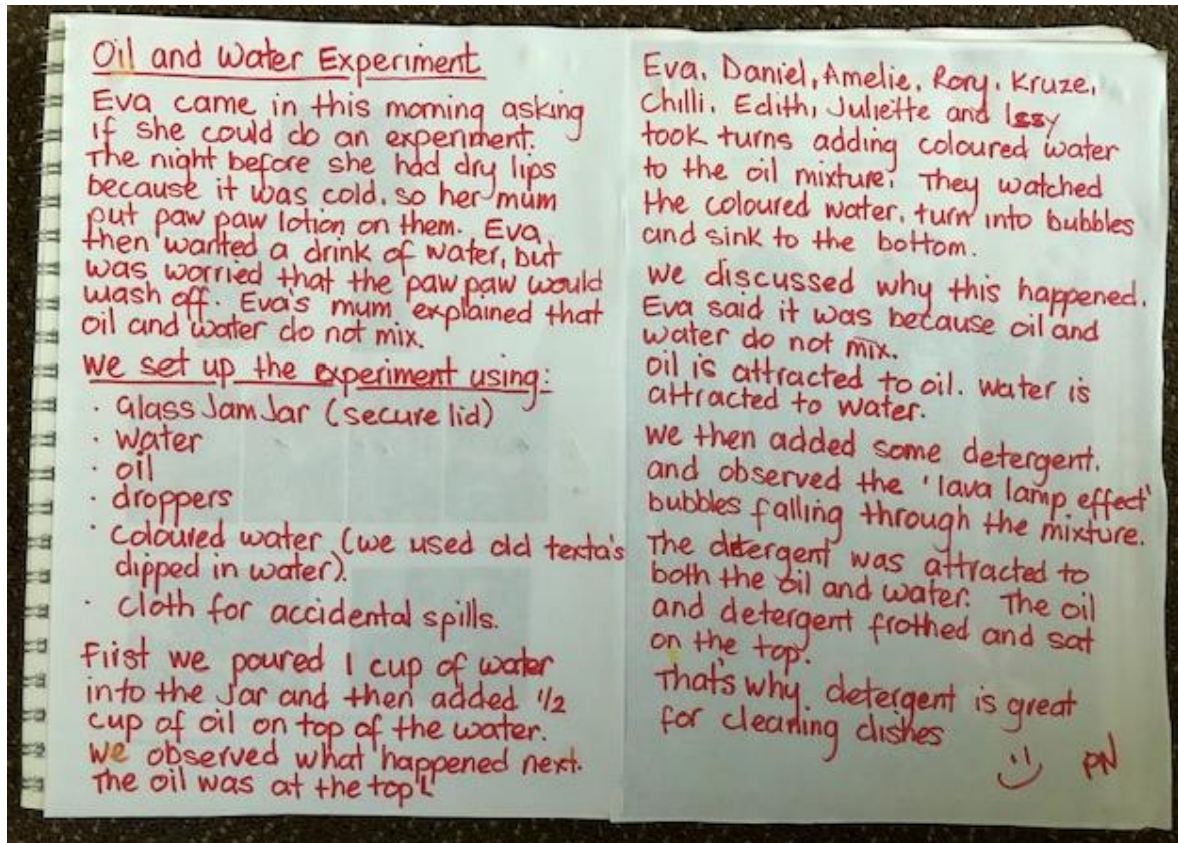 Oil and Water Experiment
Eva came in this morning asking
if she could do an experiment.
The night before she had dry lips
because it was cold. so her mum
put paw paw lotion on them. Eva
then wanted a drink of water, but
was worried that the paw paw would
wash off. Eva's mum explained that
oil and water do not mix.
We set up the experiment using:
· Glass Jam Jar (secure lid)
· water
· oil
· droppers
· coloured water (we used old texta's
dipped in water).
· cloth for accidental spills.
First we poured 1 cup of water
into the Jar and then added 1/2
cup of oil on top of the water.
We observed what happened next.
The oil was at the top!
Eva, Daniel, Amelie, Rory, Kruze,
Chilli, Edith, Juliette and Issy
took turns adding coloured water
to the oil mixture. They watched
the coloured water. turn into bubbles
and sink to the bottom.
We discussed why this happened.
Eva said it was because oil and
water do not mix.
oil is attracted to oil. water is
attracted to water.
We then added some detergent.
and observed the 'lava lamp effect'
bubbles falling through the mixture.
The detergent was attracted to
both the oil and water. The oil
and detergent frothed and sat
on the top.
That's why detergent is great
for cleaning dishes
PN